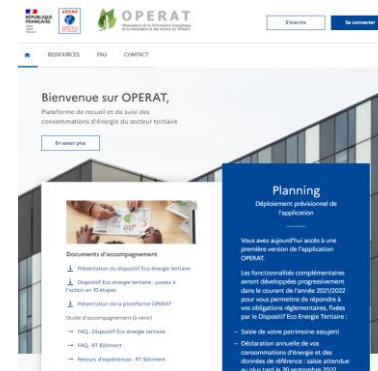 RÉPUBLIQUE
FRANÇAISE
ADEME
OPERAT
S'inscrire
Se connecter
RESSOURCES
FAQ
CONTACT
Bienvenue sur OPERAT,
Plateforme de recueil et de suivi des
consommations d'énergie du secteur tertiaire
En savoir plus
Documents d'accompagnement
Présentation du dispositif Eco énergie tertiaire
Dispositif Eco énergie tertiaire : passez à
l'action en 10 étapes
Présentation de la plateforme OPERAT
Guide d'accompagnement (à venir)
FAQ - Dispositif Eco énergie tertiaire
FAQ - RT Bâtiment
Retours d'expériences - RT Bâtiment
Planning
Déploiement prévisionnel de
l'application
Vous avez aujourd'hui accès à une
première version de l'application
OPERAT.
Les fonctionnalités complémentaires
seront développées progressivement
dans le courant de l'année 2021/2022
pour vous permettre de répondre à
vos obligations réglementaires, fixées
par le Dispositif Eco Energie Tertiaire :
– Saisie de votre patrimoine assujetti
– Déclaration annuelle de vos
consommations d'énergie et des
données de référence : saisie attendue
au plus tard le 30 septembre 2022